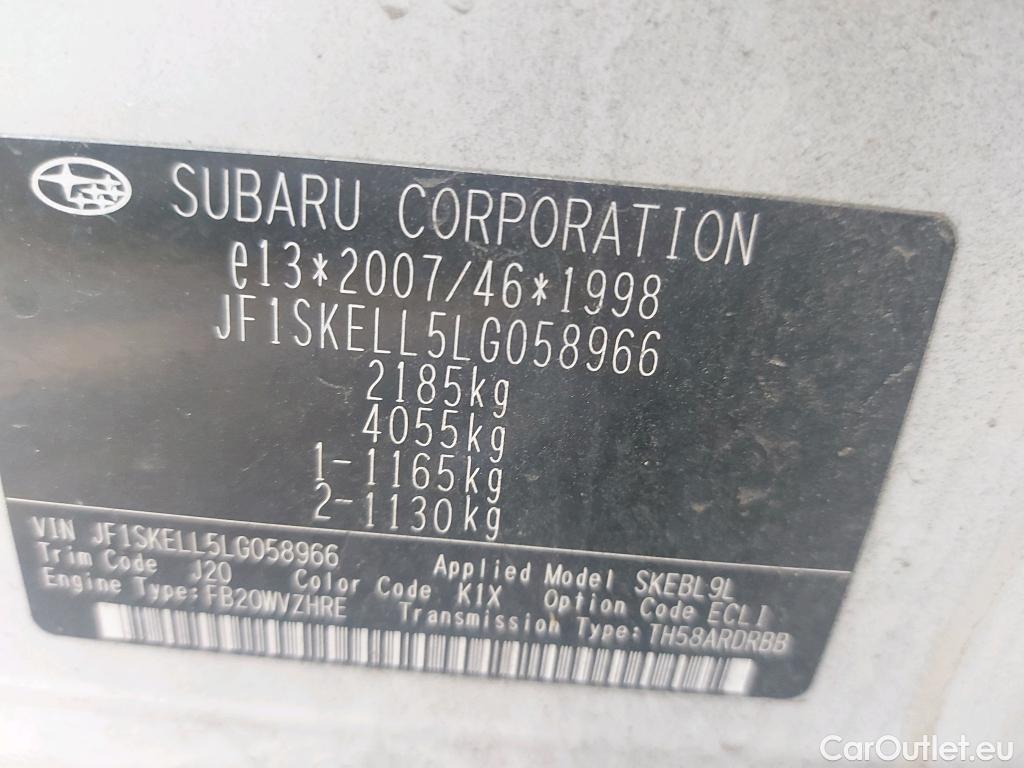 SUBARU CORPORATION
e13*2007/46*1998
JF1SKELL5LG058966
2185kg
4055kg
1-1165kg
2-1130kg
VIN JF1SKELL5LG058966 Applied Model SKEBL9L
Trim Code J20 Color Code K1X Option Code ECLI
Engine Type:FB20WVZHRE Transmission Type:TH58ARDRBB
CarOutlet.eu